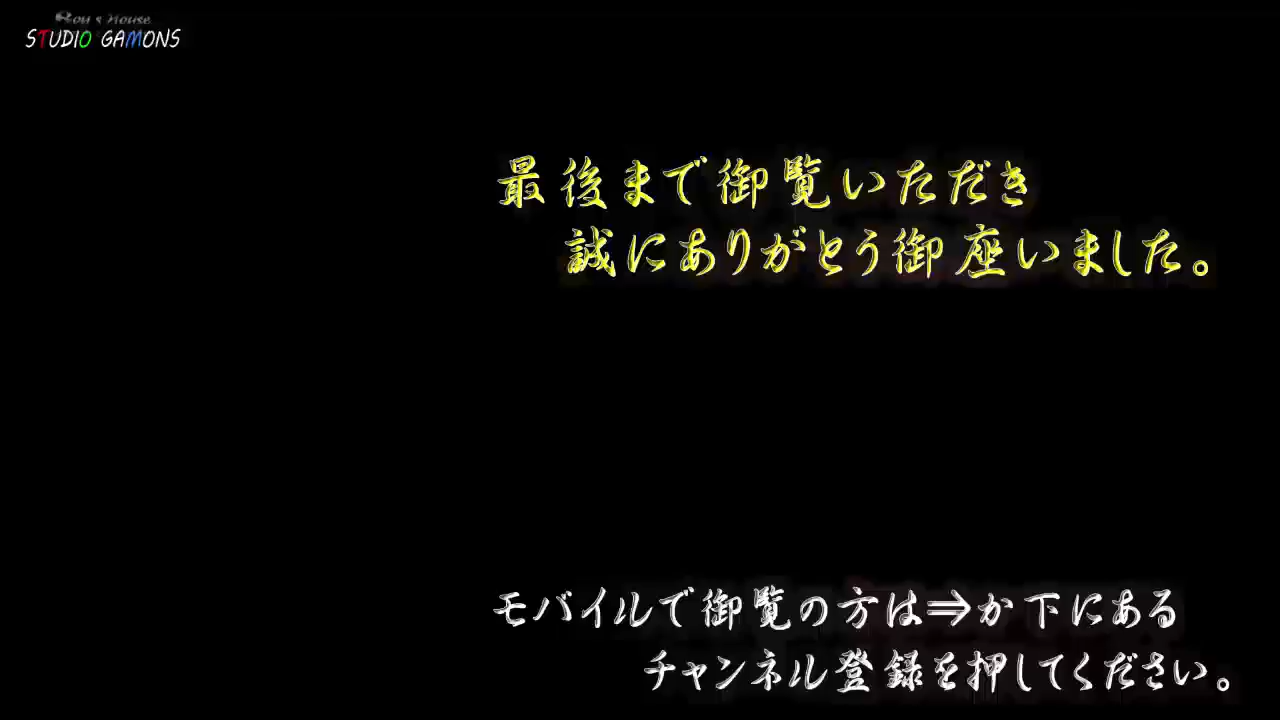 Roy's House
STUDIO GAMONS
最後まで御覧いただき
誠にありがとう御座いました。
モバイルで御覧の方は⇒か下にある
チャンネル登録を押してください。